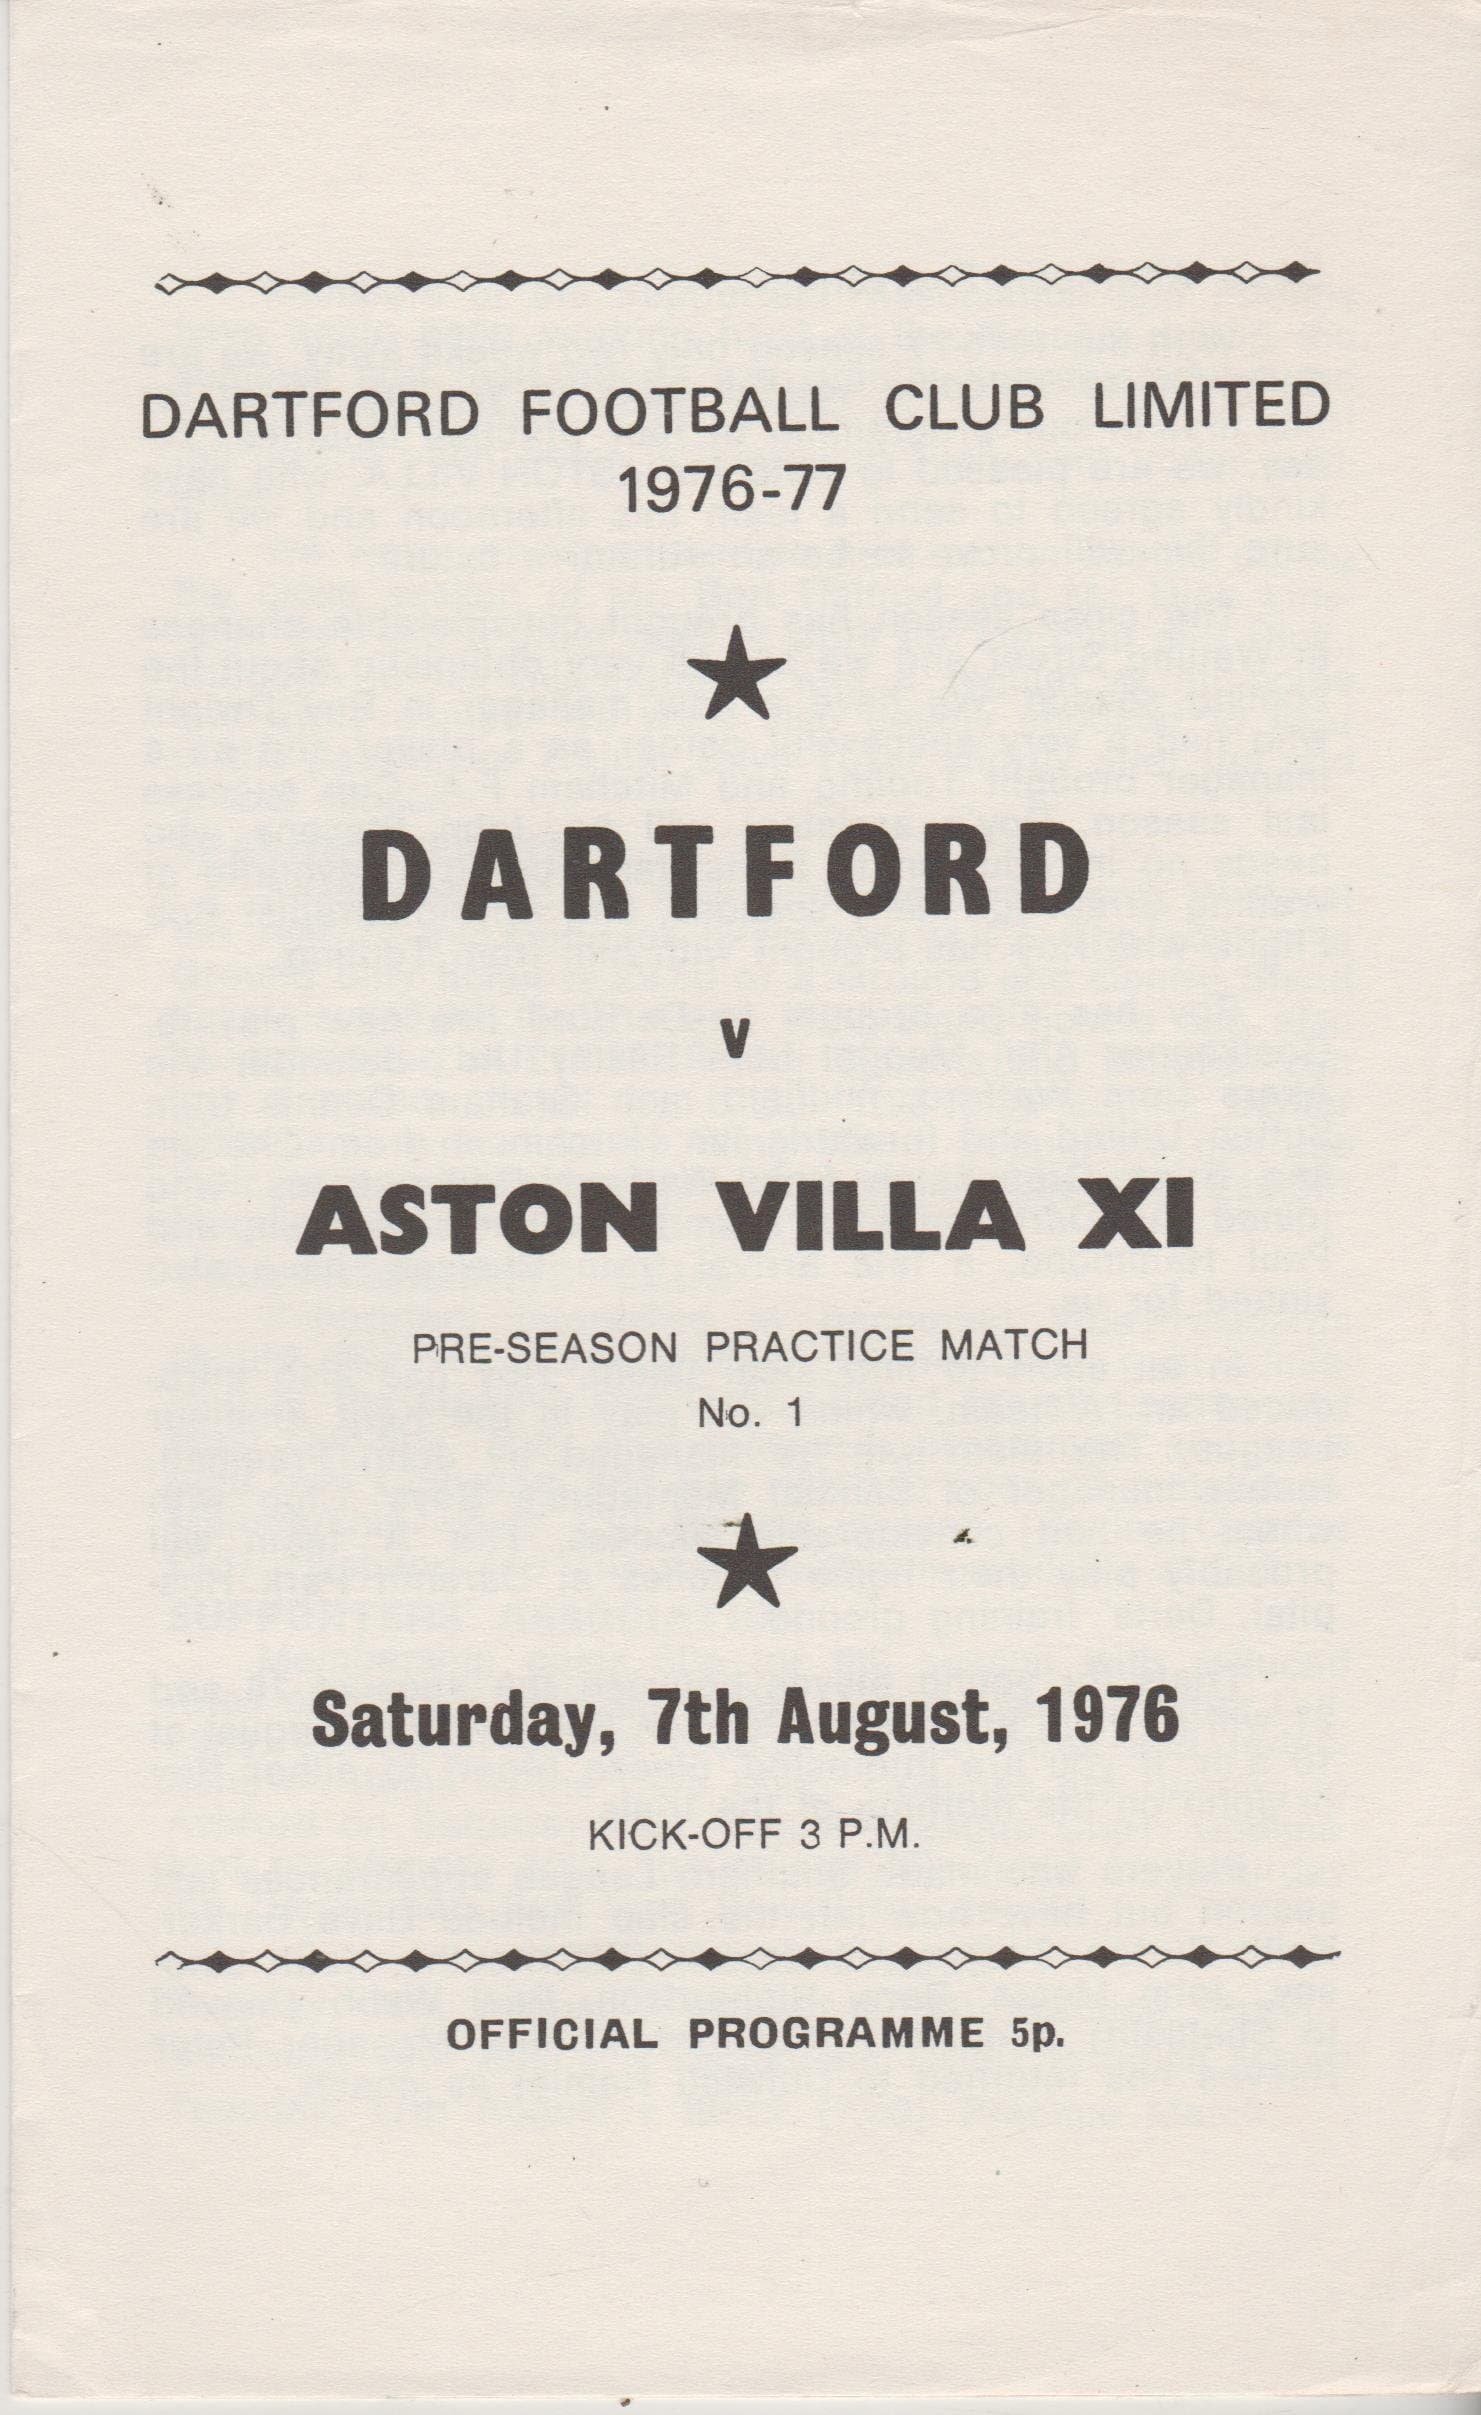 DARTFORD FOOTBALL CLUB LIMITED
1976-77
DARTFORD
v
ASTON VILLA XI
PRE-SEASON PRACTICE MATCH
No. 1
Saturday, 7th August, 1976
KICK-OFF 3 P.M.
OFFICIAL PROGRAMME 5p.